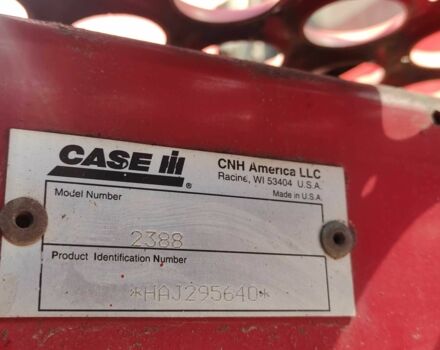 CASE IH ®
CNH America LLC
Racine, WI 53404 U.S.A.
Made in U.S.A.
Model Number
2388
Product Identification Number
*HAJ295640*